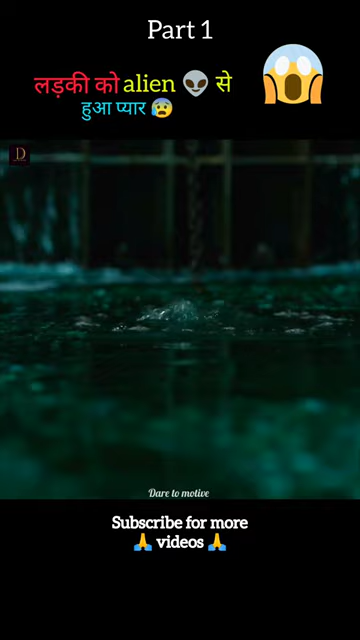 Part 1
लड़की को alien 👽 से
हुआ प्यार 😰
D
Dare to motive
Subscribe for more
🙏 videos 🙏